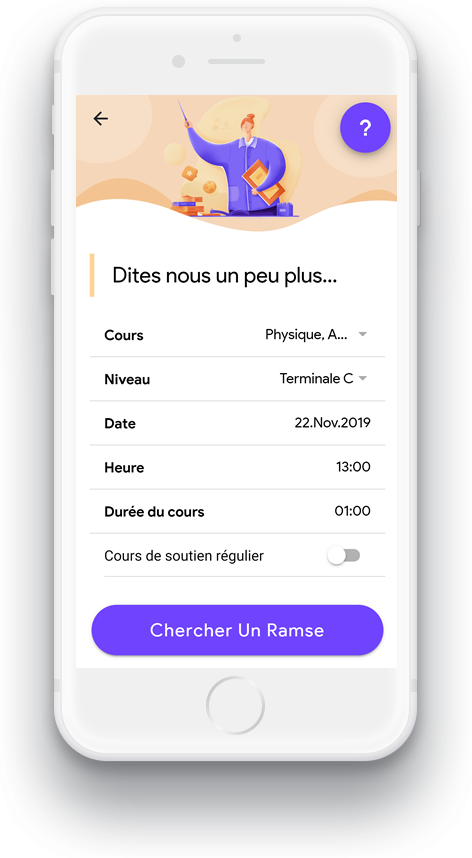 ?
Dites nous un peu plus...
Cours Physique, A...
Niveau Terminale C
Date 22.Nov.2019
Heure 13:00
Durée du cours 01:00
Cours de soutien régulier
Chercher Un Ramse